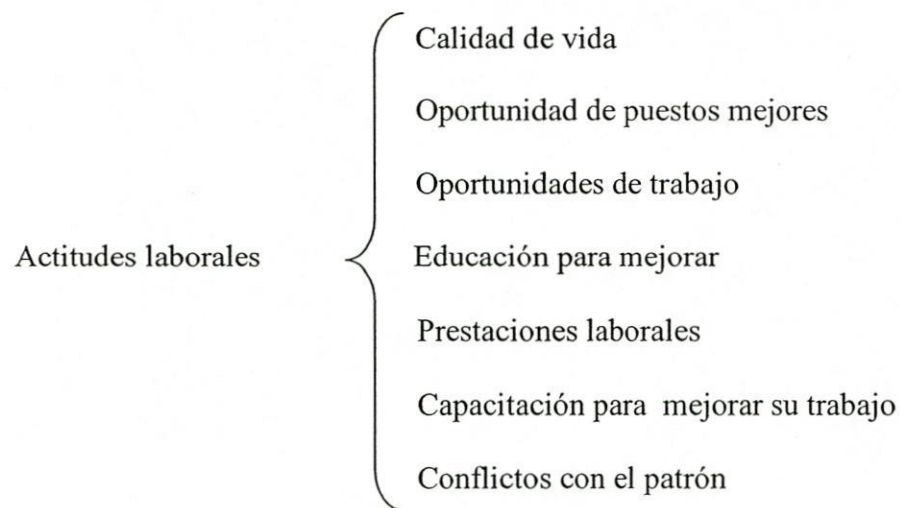 Calidad de vida
Oportunidad de puestos mejores
Oportunidades de trabajo
Actitudes laborales
Educación para mejorar
Prestaciones laborales
Capacitación para mejorar su trabajo
Conflictos con el patrón